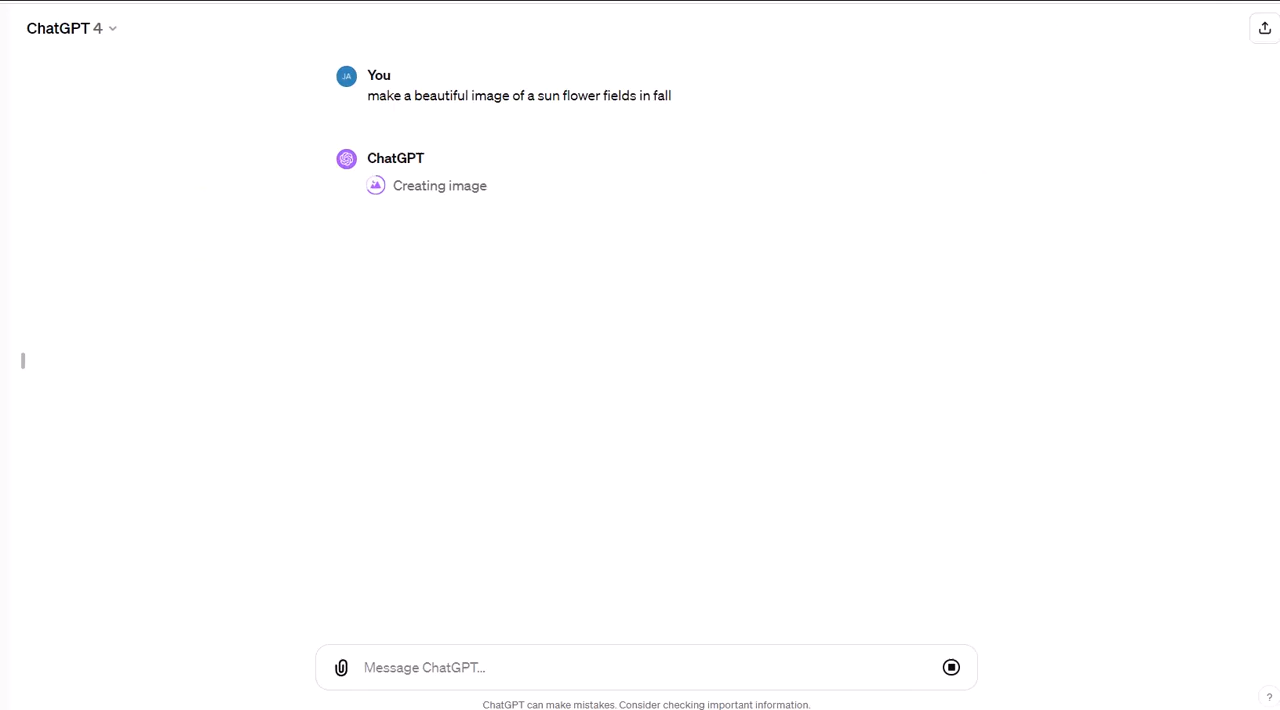 ChatGPT 4
JA
You
make a beautiful image of a sun flower fields in fall
ChatGPT
Creating image
Message ChatGPT...
ChatGPT can make mistakes. Consider checking important information.
?